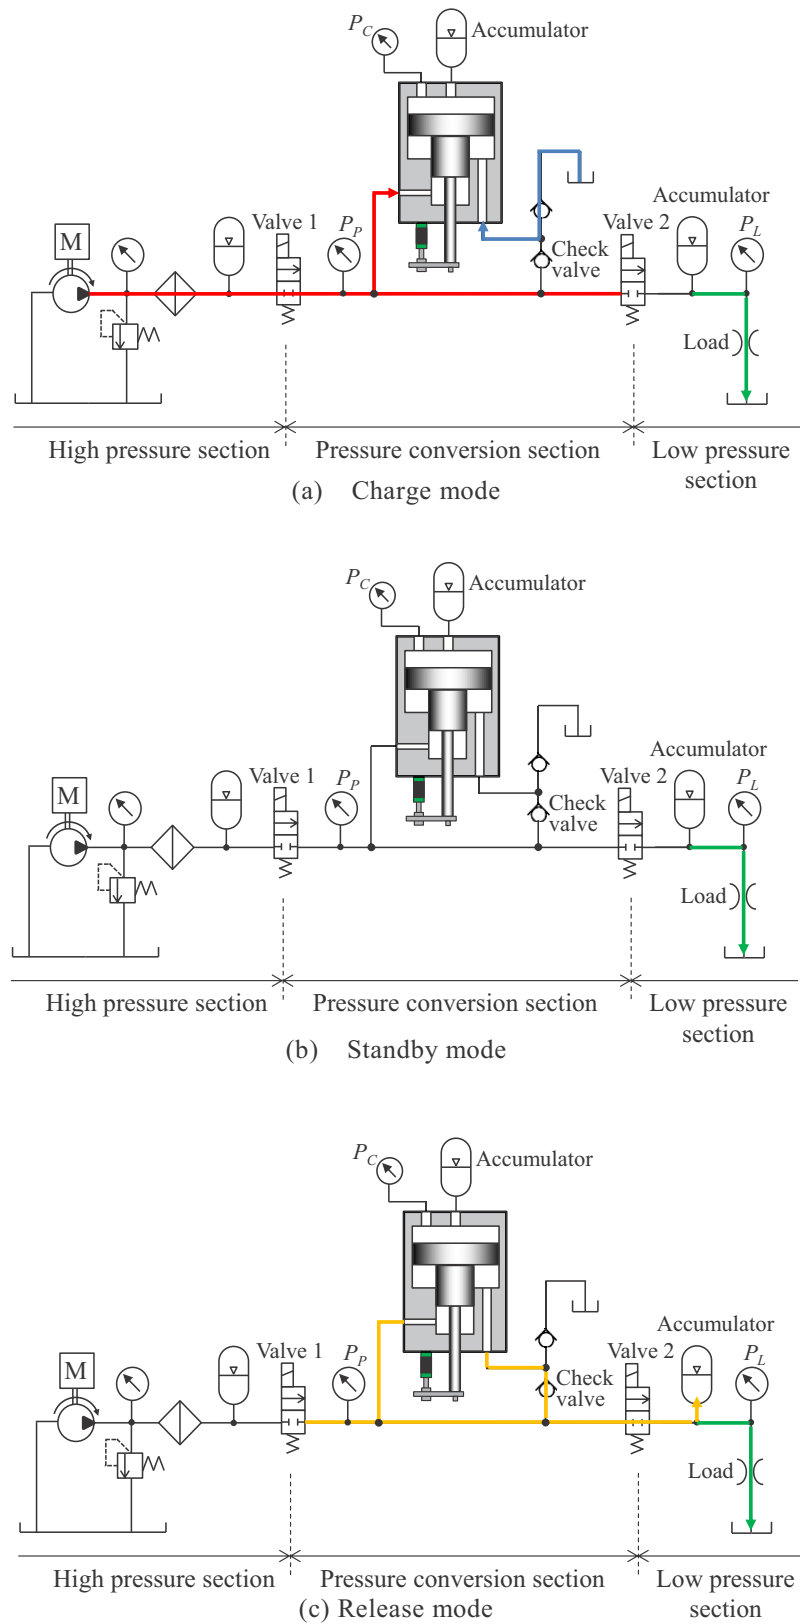 P_C
Accumulator
Valve 1
P_P
M
Check
valve
Valve 2
Accumulator
P_L
Load
High pressure section
Pressure conversion section
Low pressure
section
(a) Charge mode
P_C
Accumulator
Valve 1
P_P
M
Check
valve
Valve 2
Accumulator
P_L
Load
High pressure section
Pressure conversion section
Low pressure
section
(b) Standby mode
P_C
Accumulator
Valve 1
P_P
M
Check
valve
Valve 2
Accumulator
P_L
Load
High pressure section
Pressure conversion section
Low pressure
section
(c) Release mode